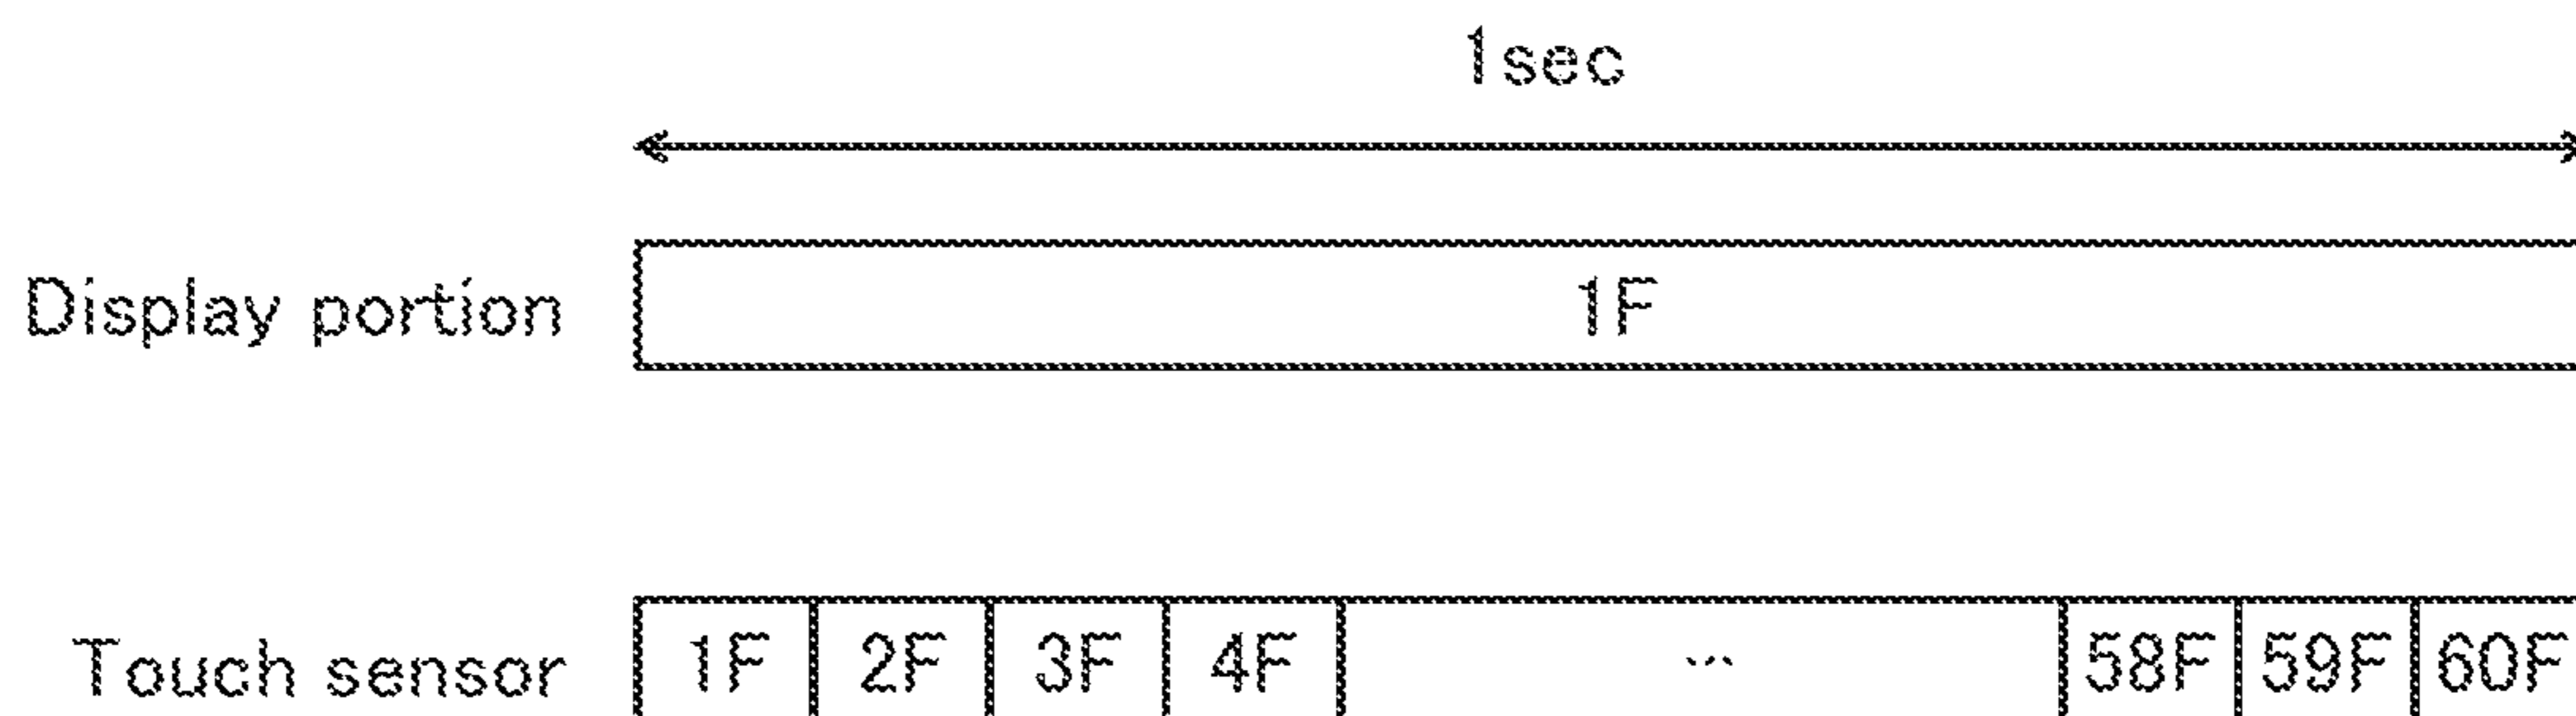 1sec
Display portion 1F
Touch sensor 1F 2F 3F 4F ... 58F 59F 60F